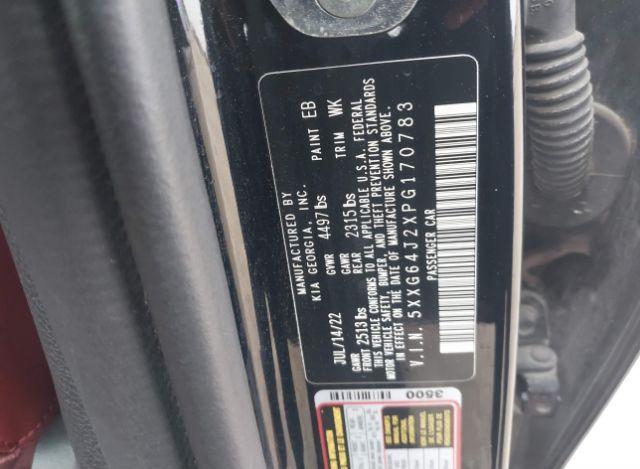 MANUFACTURED BY
KIA GEORGIA, INC.
PAINT EB
JUL/14/22 GVWR 4497lbs TRIM WK
GAWR FRONT 2513lbs GAWR REAR 2315lbs
THIS VEHICLE CONFORMS TO ALL APPLICABLE U.S.A. FEDERAL
MOTOR VEHICLE SAFETY, BUMPER, AND THEFT PREVENTION STANDARDS
IN EFFECT ON THE DATE OF MANUFACTURE SHOWN ABOVE.
V.I.N 5XXG64J2XPG170783
PASSENGER CAR
3500